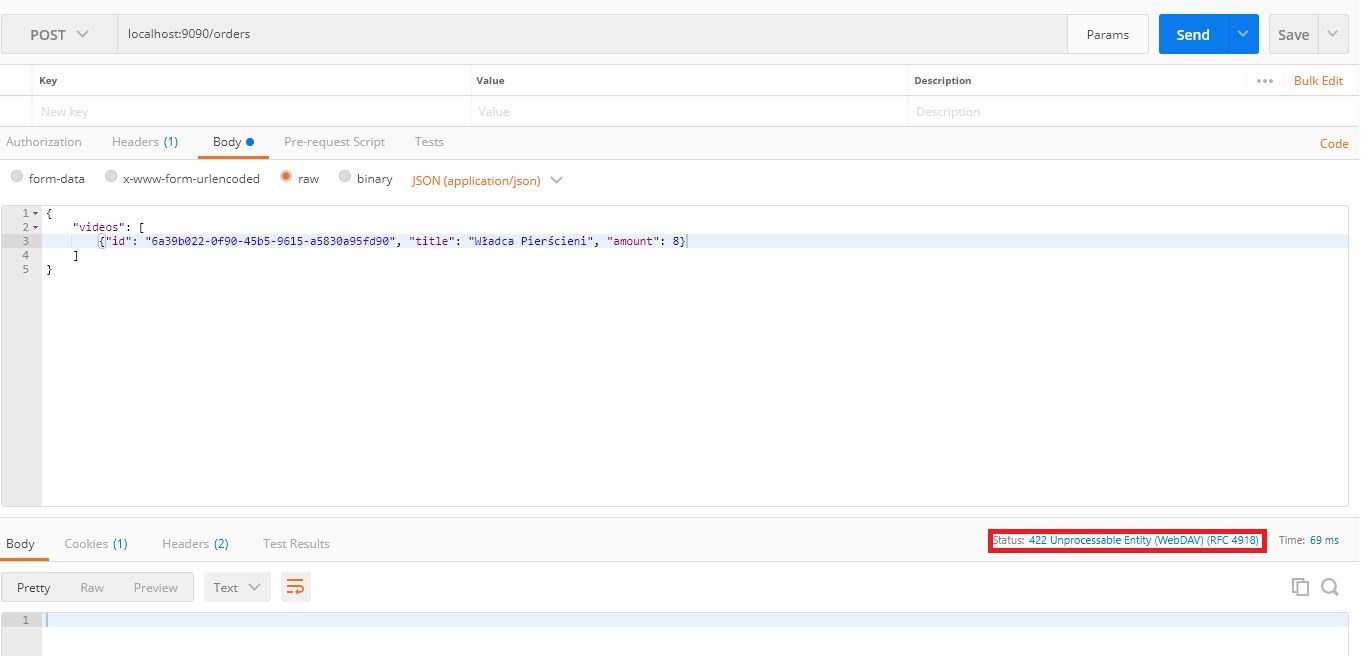 POST localhost:9090/orders Params Send Save
Key Value Description ••• Bulk Edit
New key Value Description
Authorization Headers (1) Body Pre-request Script Tests Code
form-data x-www-form-urlencoded raw binary JSON (application/json)
1 {
2 "videos": [
3 {"id": "6a39b022-0f90-45b5-9615-a5830a95fd90", "title": "Władca Pierścieni", "amount": 8}
4 ]
5 }
Body Cookies (1) Headers (2) Test Results Status: 422 Unprocessable Entity (WebDAV) (RFC 4918) Time: 69 ms
Pretty Raw Preview Text
1